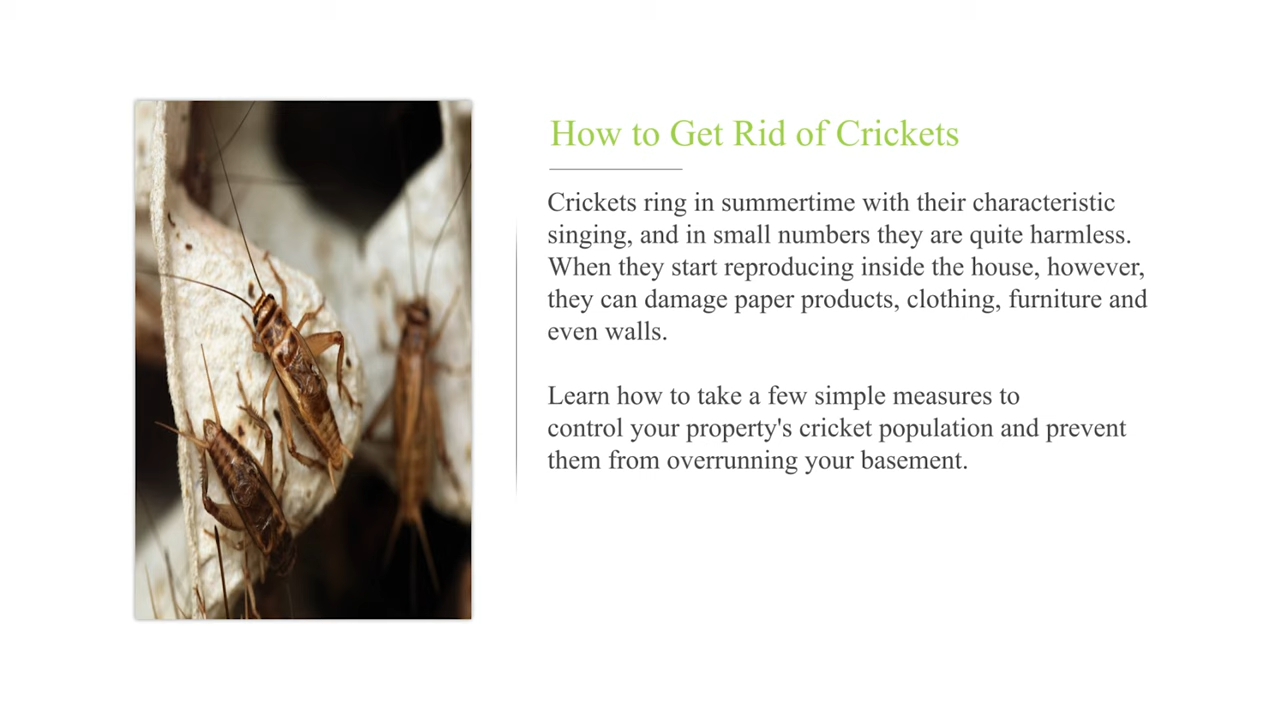 How to Get Rid of Crickets
Crickets ring in summertime with their characteristic
singing, and in small numbers they are quite harmless.
When they start reproducing inside the house, however,
they can damage paper products, clothing, furniture and
even walls.
Learn how to take a few simple measures to
control your property's cricket population and prevent
them from overrunning your basement.